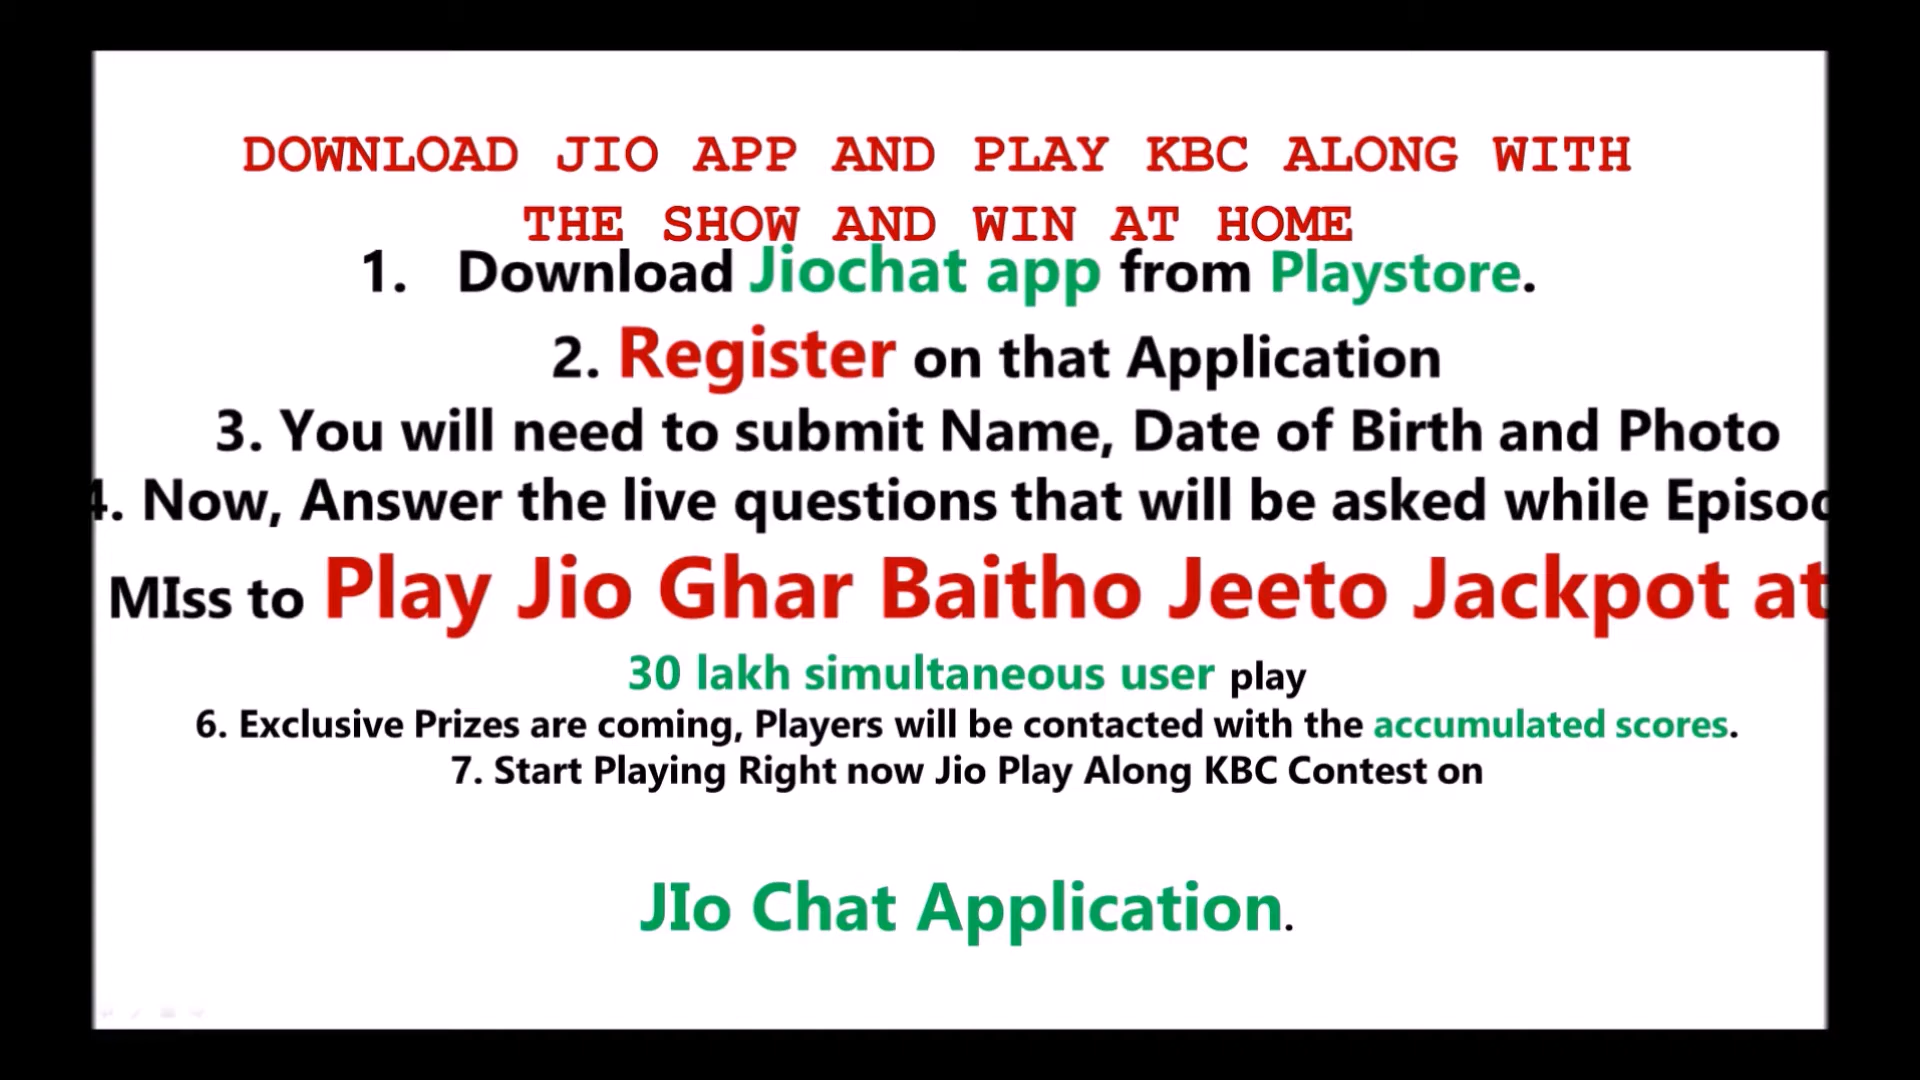 DOWNLOAD JIO APP AND PLAY KBC ALONG WITH
THE SHOW AND WIN AT HOME
1. Download Jiochat app from Playstore.
2. Register on that Application
3. You will need to submit Name, Date of Birth and Photo
4. Now, Answer the live questions that will be asked while Episod
MIss to Play Jio Ghar Baitho Jeeto Jackpot at
30 lakh simultaneous user play
6. Exclusive Prizes are coming, Players will be contacted with the accumulated scores.
7. Start Playing Right now Jio Play Along KBC Contest on
JIo Chat Application.